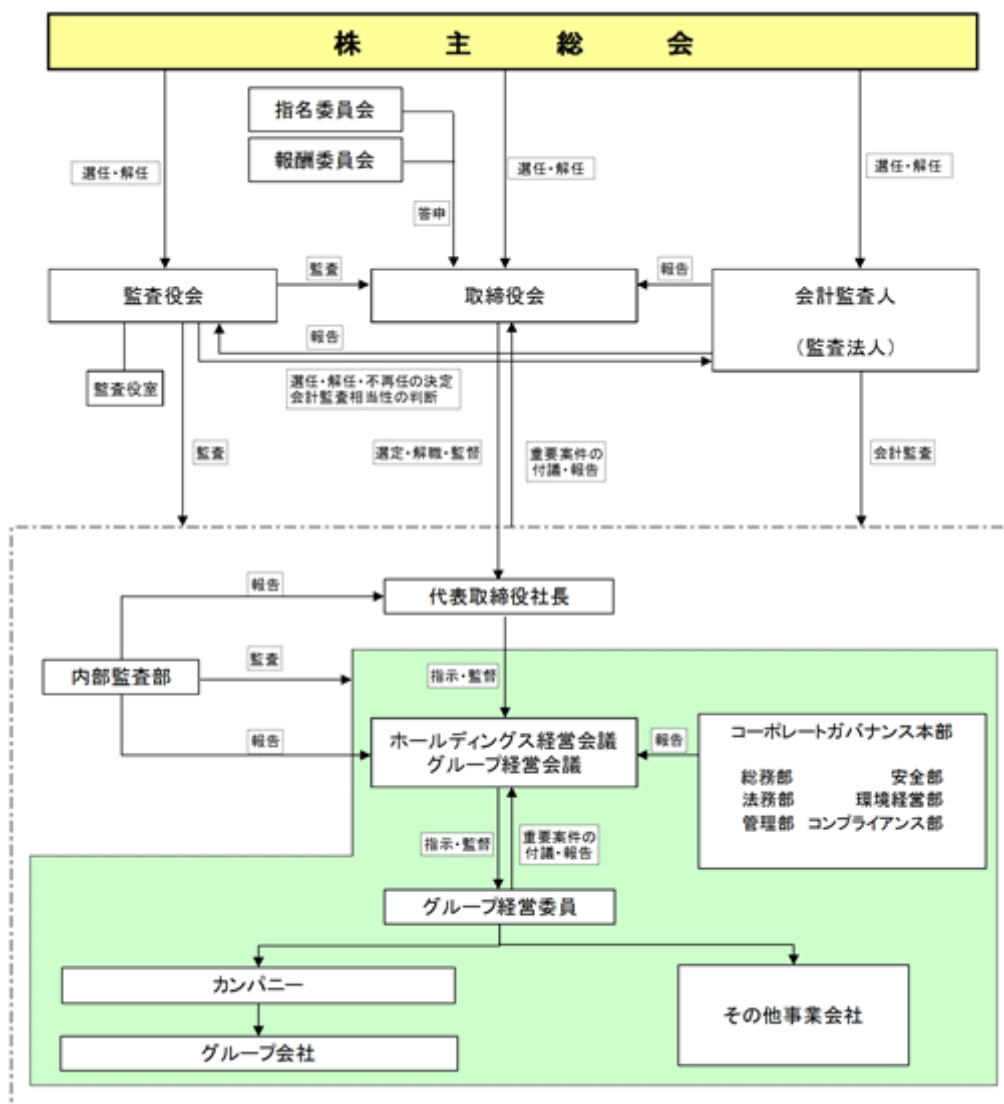 株主総会
指名委員会
報酬委員会
選任・解任
選任・解任
選任・解任
答申
監査役会
監査
取締役会
報告
会計監査人
(監査法人)
報告
監査役室
選任・解任・不再任の決定
会計監査相当性の判断
監査
選定・解職・監督
重要案件の
付議・報告
会計監査
報告
代表取締役社長
内部監査部
監査
指示・監督
報告
ホールディングス経営会議
グループ経営会議
報告
コーポレートガバナンス本部
総務部 安全部
法務部 環境経営部
管理部 コンプライアンス部
指示・監督
重要案件の
付議・報告
グループ経営委員
カンパニー
その他事業会社
グループ会社